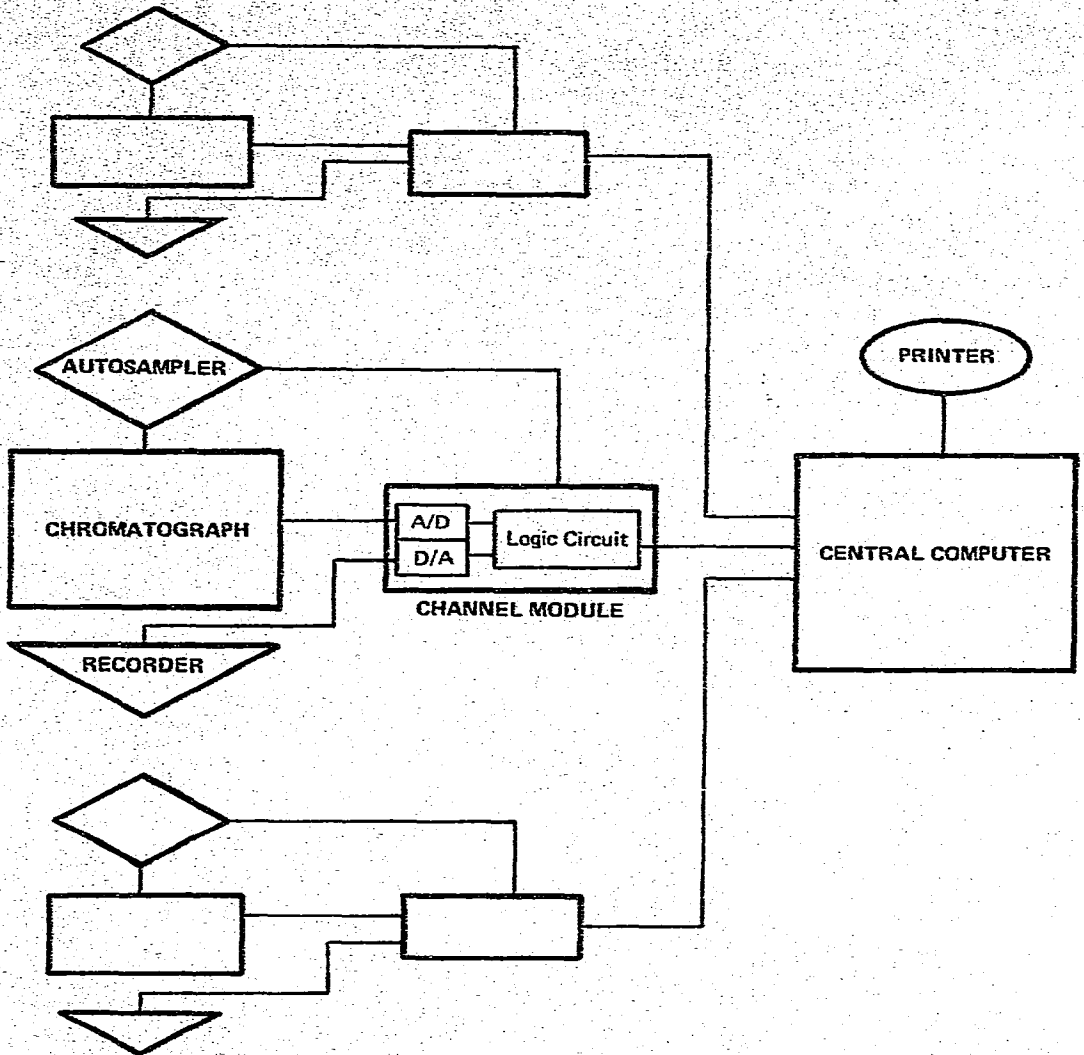 AUTOSAMPLER
PRINTER
CHROMATOGRAPH
A/D
D/A
Logic Circuit
CENTRAL COMPUTER
CHANNEL MODULE
RECORDER